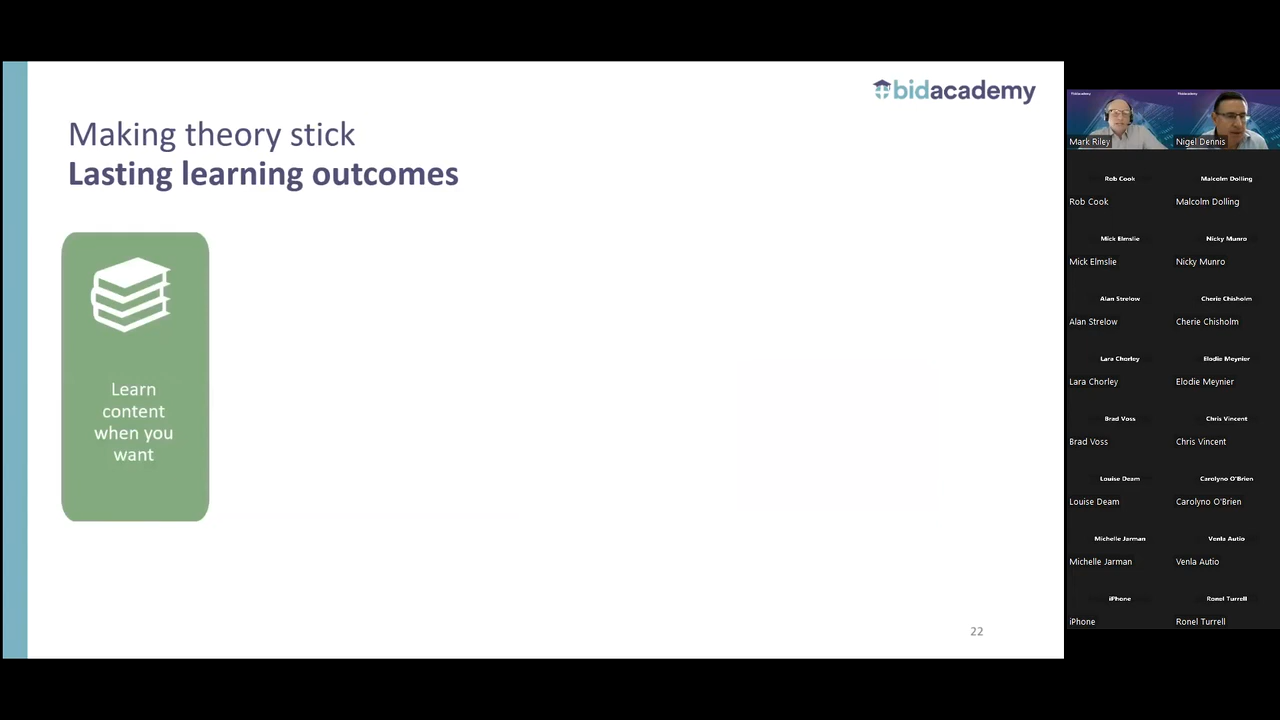 bidacademy
Making theory stick
Lasting learning outcomes
Learn
content
when you
want
22
Mark Riley
Nigel Dennis
Rob Cook
Malcolm Dolling
Rob Cook
Malcolm Dolling
Mick Elmslie
Nicky Munro
Mick Elmslie
Nicky Munro
Alan Strelow
Cherie Chisholm
Alan Strelow
Cherie Chisholm
Lara Chorley
Elodie Meynier
Lara Chorley
Elodie Meynier
Brad Voss
Chris Vincent
Brad Voss
Chris Vincent
Louise Deam
Carolyno O'Brien
Louise Deam
Carolyno O'Brien
Michelle Jarman
Venla Autio
Michelle Jarman
Venla Autio
iPhone
Ronel Turrell
iPhone
Ronel Turrell